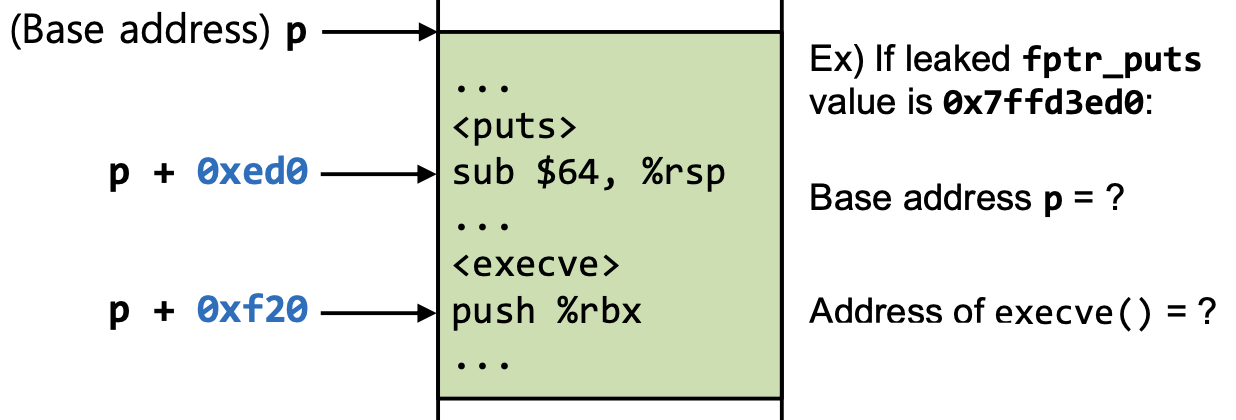 (Base address) p
...
<puts>
p + 0xed0
sub $64, %rsp
...
<execve>
p + 0xf20
push %rbx
...
Ex) If leaked fptr_puts
value is 0x7ffd3ed0:
Base address p = ?
Address of execve() = ?